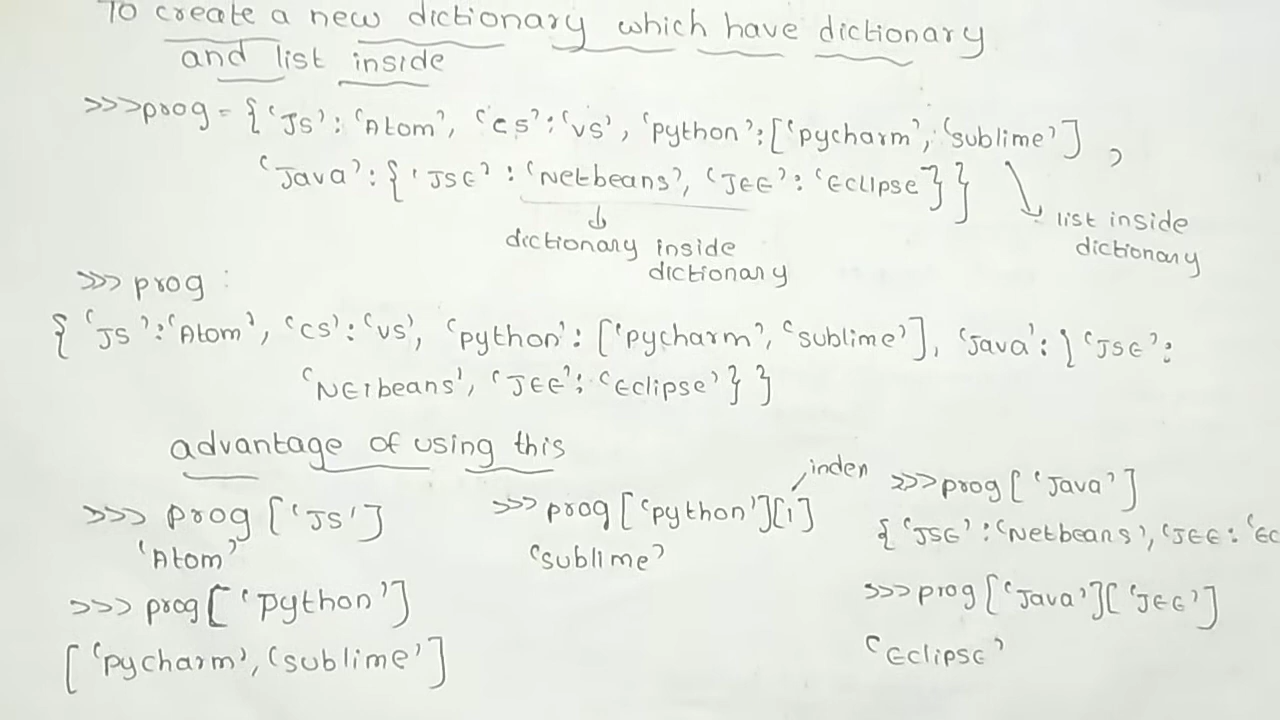 To create a new dictionary which have dictionary
and list inside
>>>prog = {'JS':'Atom', 'CS':'VS', 'python':['pycharm','sublime'] ,
'Java':{'JSE':'Netbeans','JEE':'Eclipse}}
list inside
dictionary
dictionary inside
dictionary
>>> prog :
{'JS':'Atom', 'CS':'VS', 'python': ['pycharm','sublime'], 'Java': {'JSE':
'NEtbeans', 'JEE': 'Eclipse' } }
advantage of using this
>>> prog ['JS']
'Atom'
>>> prog ['python']
['pycharm','sublime']
index
>>> prog ['python'][1]
'sublime'
>>>prog ['Java']
{'JSE':'Netbeans','JEE:'EC
>>>prog ['Java']['JEE']
'Eclipse'